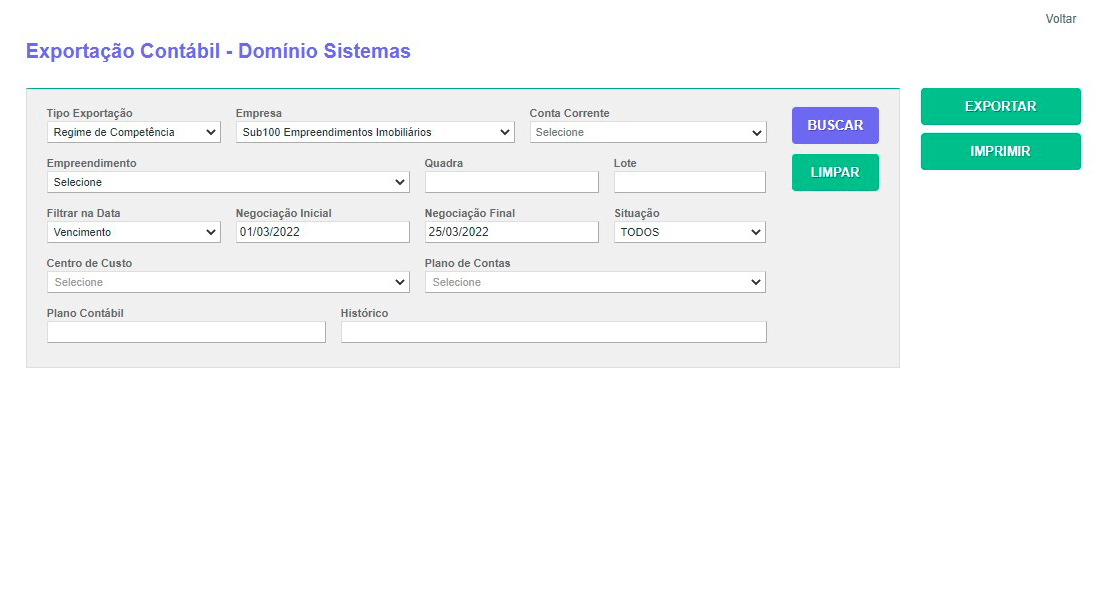 Voltar
Exportação Contábil - Domínio Sistemas
Tipo Exportação Empresa Conta Corrente
Regime de Competência Sub100 Empreendimentos Imobiliários Selecione
BUSCAR
EXPORTAR
IMPRIMIR
Empreendimento Quadra Lote
Selecione
LIMPAR
Filtrar na Data Negociação Inicial Negociação Final Situação
Vencimento 01/03/2022 25/03/2022 TODOS
Centro de Custo Plano de Contas
Selecione Selecione
Plano Contábil Histórico